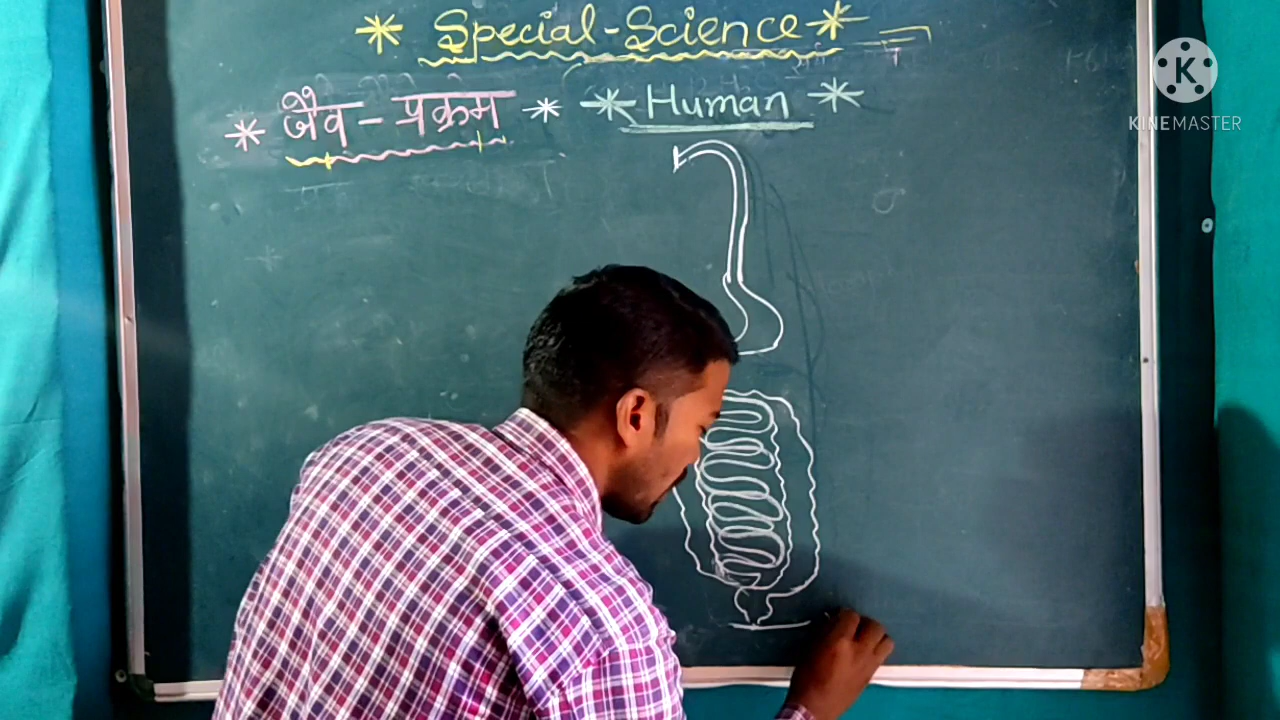 * Special-Science *
* जैव - प्रक्रम * * Human *
K
KINEMASTER